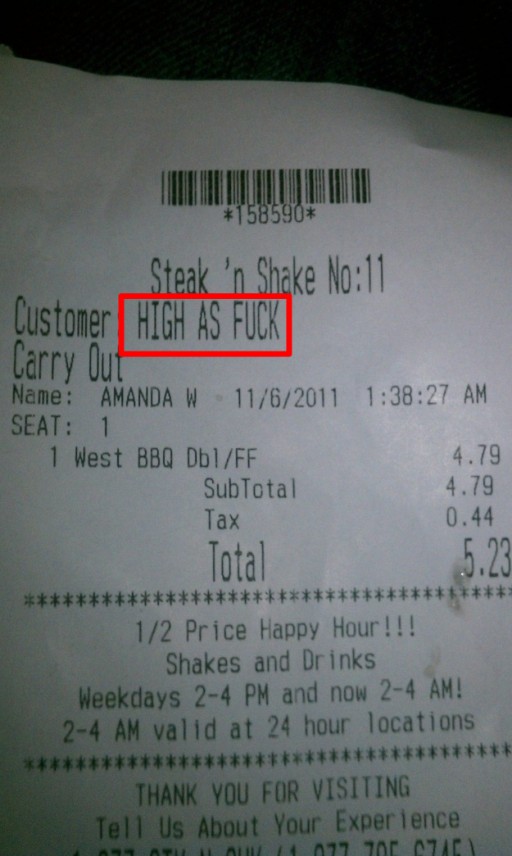 *158590*
Steak 'n Shake No:11
Customer: HIGH AS FUCK
Carry Out
Name: AMANDA W 11/6/2011 1:38:27 AM
SEAT: 1
1 West BBQ Dbl/FF 4.79
SubTotal 4.79
Tax 0.44
Total 5.23
****************************************
1/2 Price Happy Hour!!!
Shakes and Drinks
Weekdays 2-4 PM and now 2-4 AM!
2-4 AM valid at 24 hour locations
****************************************
THANK YOU FOR VISITING
Tell Us About Your Experience